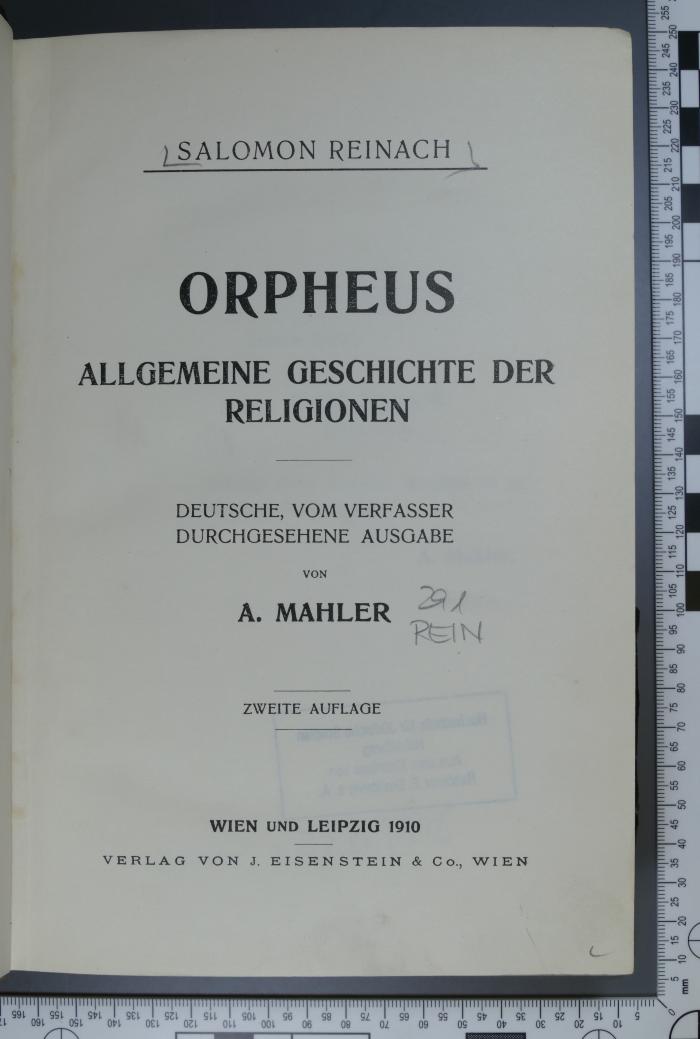 SALOMON REINACH
ORPHEUS
ALLGEMEINE GESCHICHTE DER
RELIGIONEN
DEUTSCHE, VOM VERFASSER
DURCHGESEHENE AUSGABE
VON
A. MAHLER
291
REIN
ZWEITE AUFLAGE
WIEN UND LEIPZIG 1910
VERLAG VON J. EISENSTEIN & Co., WIEN